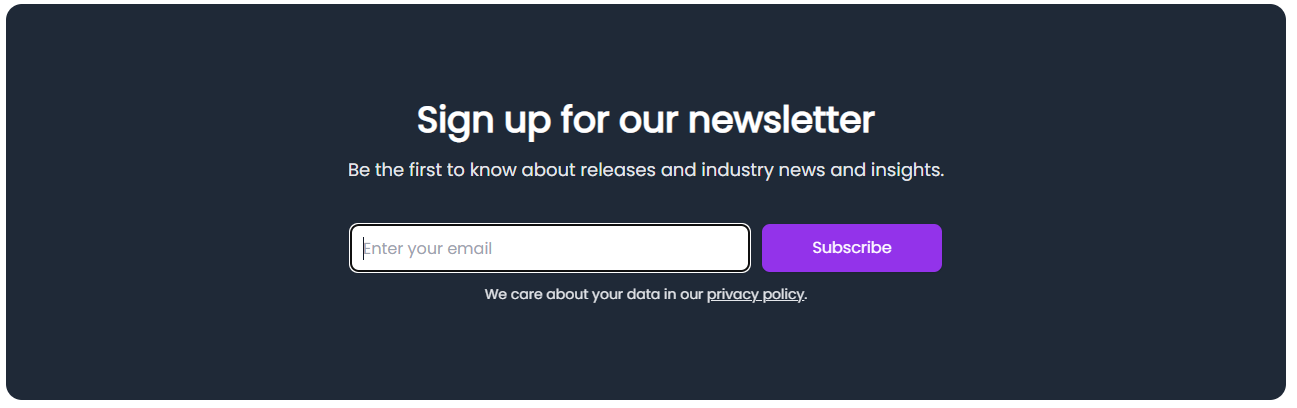 Sign up for our newsletter
Be the first to know about releases and industry news and insights.
Enter your email
Subscribe
We care about your data in our privacy policy.